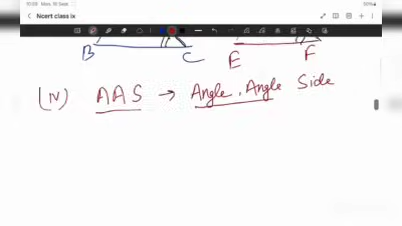 Ncert class ix
B C E F
(iv) AAS → Angle, Angle Side